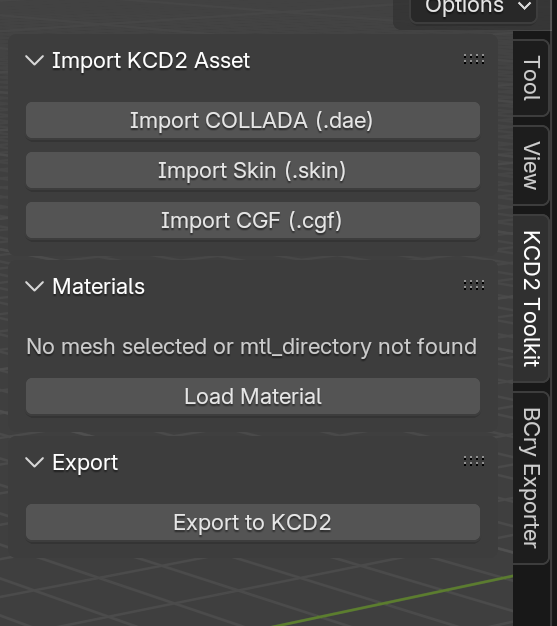 Options
Import KCD2 Asset
Import COLLADA (.dae)
Import Skin (.skin)
Import CGF (.cgf)
Materials
No mesh selected or mtl_directory not found
Load Material
Export
Export to KCD2
Tool
View
KCD2 Toolkit
BCry Exporter